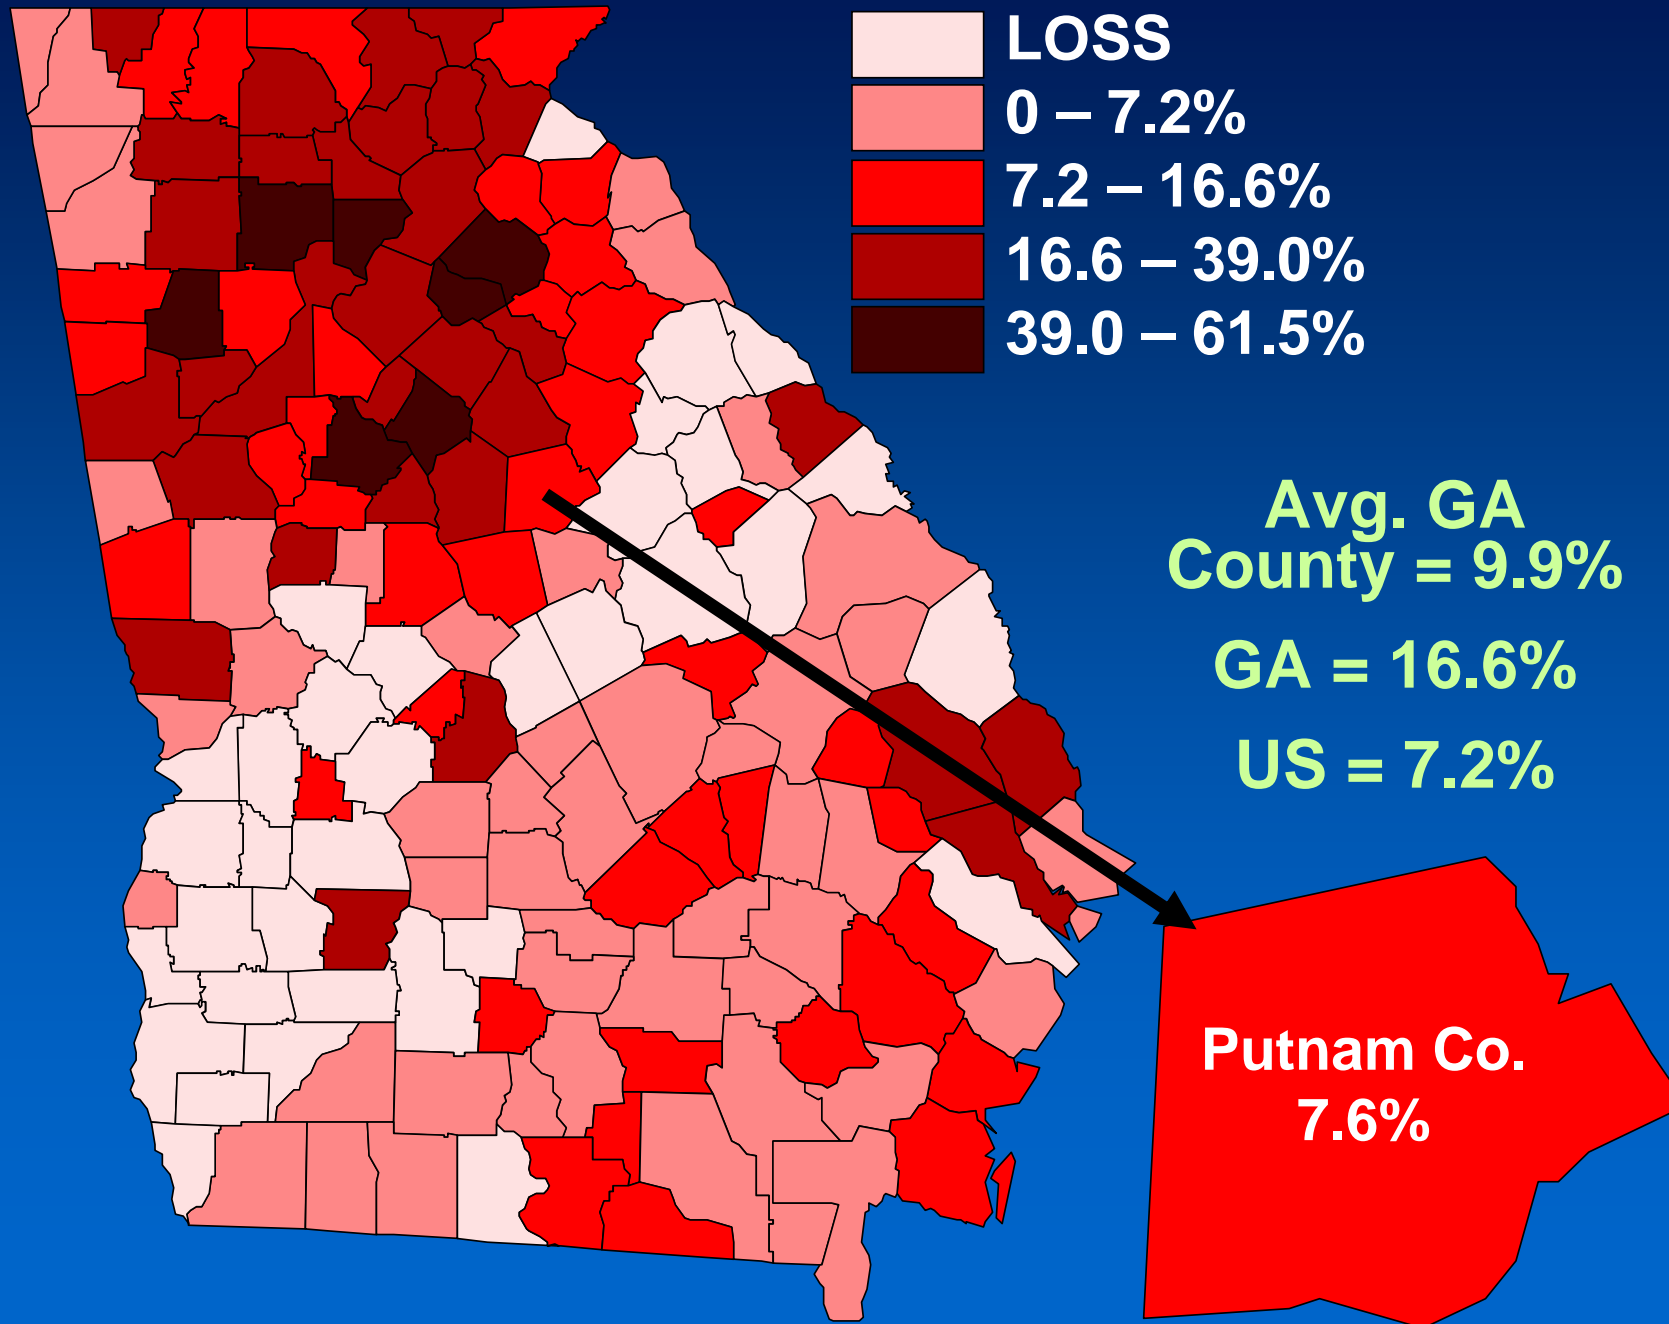 LOSS
0 – 7.2%
7.2 – 16.6%
16.6 – 39.0%
39.0 – 61.5%
Avg. GA
County = 9.9%
GA = 16.6%
US = 7.2%
Putnam Co.
7.6%